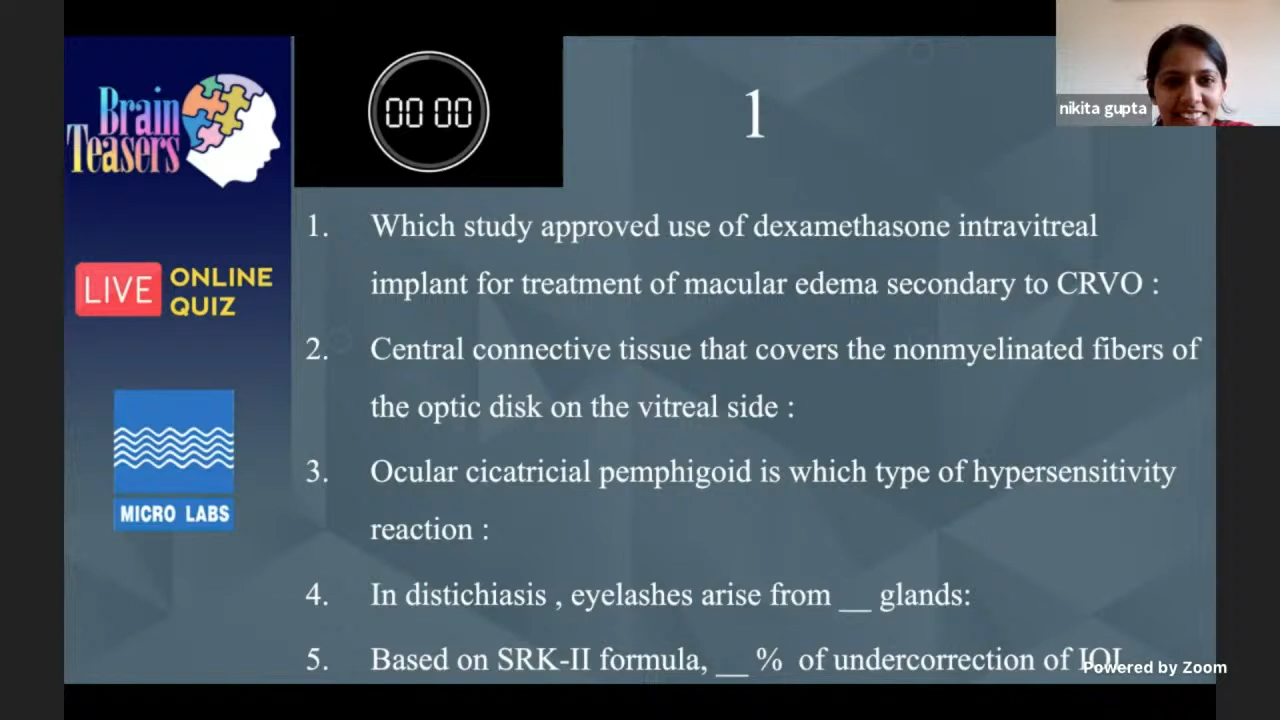 Brain
Teasers
00 00
1
nikita gupta
LIVE ONLINE
QUIZ
MICRO LABS
1. Which study approved use of dexamethasone intravitreal
implant for treatment of macular edema secondary to CRVO :
2. Central connective tissue that covers the nonmyelinated fibers of
the optic disk on the vitreal side :
3. Ocular cicatricial pemphigoid is which type of hypersensitivity
reaction :
4. In distichiasis , eyelashes arise from __ glands:
5. Based on SRK-II formula, __ % of undercorrection of IOL
Powered by Zoom